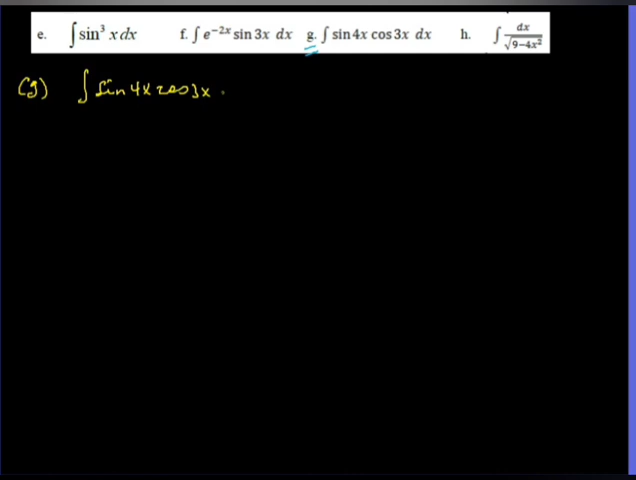 e. ∫ sin³ x dx f. ∫ e⁻²ˣ sin 3x dx g. ∫ sin 4x cos 3x dx h. ∫ dx/√(9−4x²)
(g) ∫ sin 4x cos 3x .